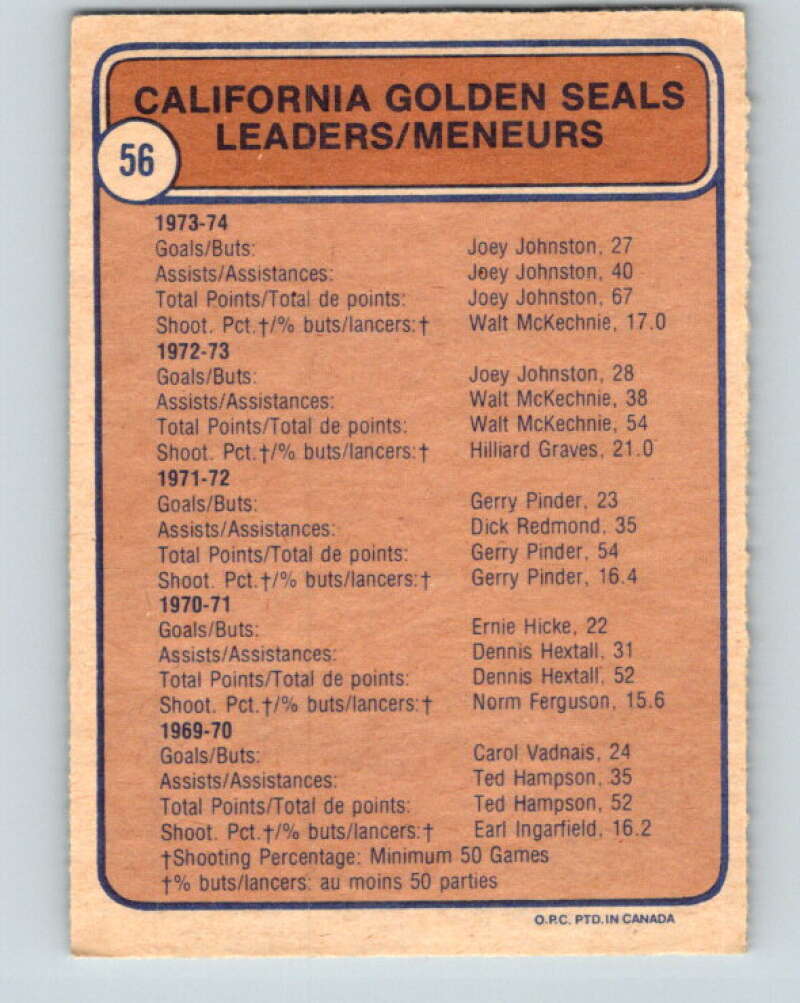 CALIFORNIA GOLDEN SEALS
LEADERS/MENEURS
56
1973-74
Goals/Buts: Joey Johnston, 27
Assists/Assistances: Joey Johnston, 40
Total Points/Total de points: Joey Johnston, 67
Shoot. Pct.†/% buts/lancers:† Walt McKechnie, 17.0
1972-73
Goals/Buts: Joey Johnston, 28
Assists/Assistances: Walt McKechnie, 38
Total Points/Total de points: Walt McKechnie, 54
Shoot. Pct.†/% buts/lancers:† Hilliard Graves, 21.0
1971-72
Goals/Buts: Gerry Pinder, 23
Assists/Assistances: Dick Redmond, 35
Total Points/Total de points: Gerry Pinder, 54
Shoot. Pct.†/% buts/lancers:† Gerry Pinder, 16.4
1970-71
Goals/Buts: Ernie Hicke, 22
Assists/Assistances: Dennis Hextall, 31
Total Points/Total de points: Dennis Hextall, 52
Shoot. Pct.†/% buts/lancers:† Norm Ferguson, 15.6
1969-70
Goals/Buts: Carol Vadnais, 24
Assists/Assistances: Ted Hampson, 35
Total Points/Total de points: Ted Hampson, 52
Shoot. Pct.†/% buts/lancers:† Earl Ingarfield, 16.2
†Shooting Percentage: Minimum 50 Games
†% buts/lancers: au moins 50 parties
O.P.C. PTD. IN CANADA